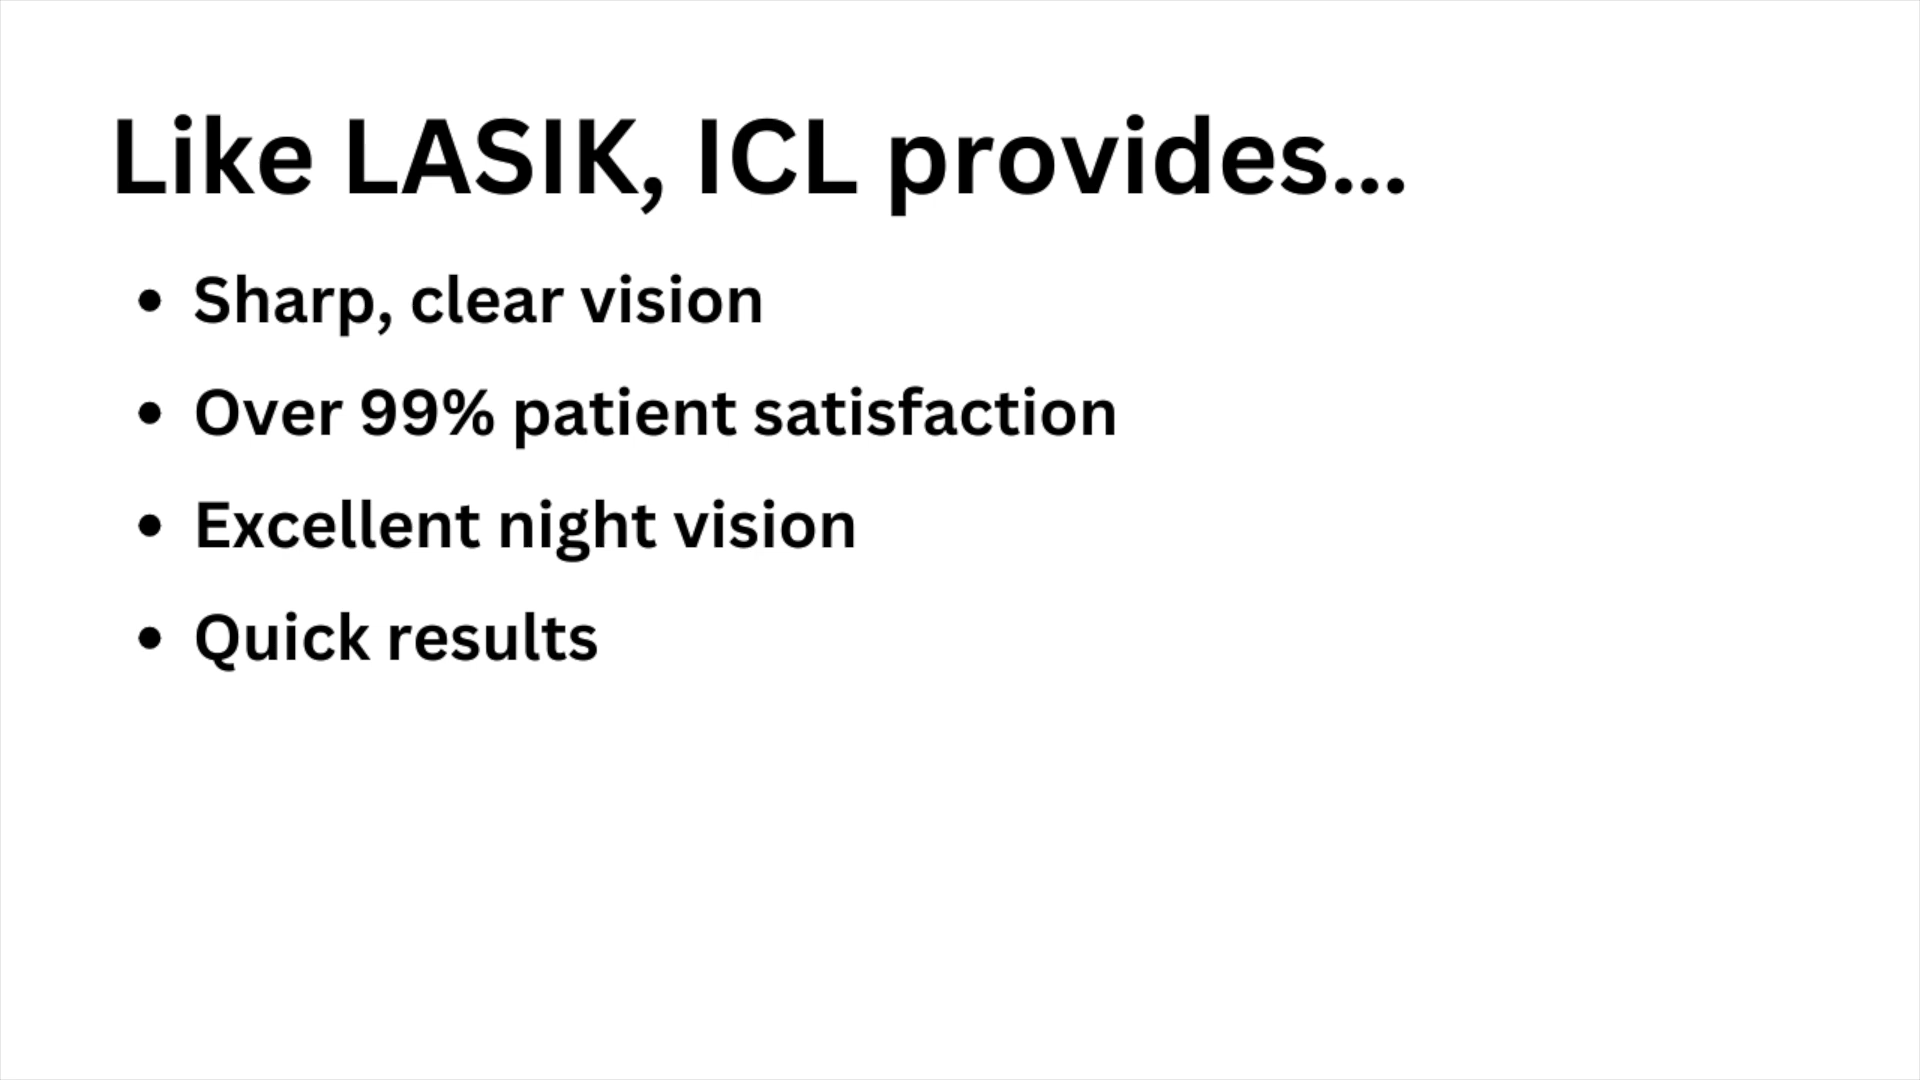 Like LASIK, ICL provides...
• Sharp, clear vision
• Over 99% patient satisfaction
• Excellent night vision
• Quick results